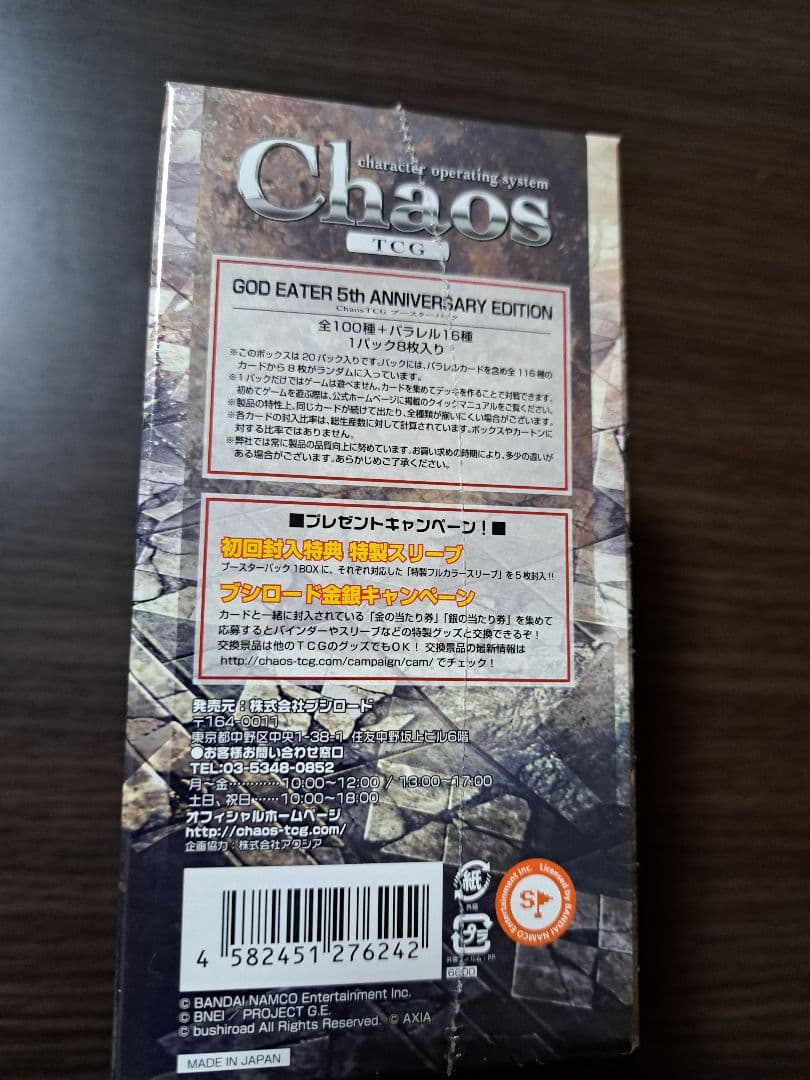 character operating system
Chaos
TCG
GOD EATER 5th ANNIVERSARY EDITION
ChaosTCG ブースターパック
全100種＋パラレル16種
1パック8枚入り
※このボックスは20パック入りです。パックには、パラレルカードを含め全116種の
カードから8枚がランダムに入っています。
※1パックだけではゲームは遊べません。カードを集めてデッキを作ることで対戦できます。
初めてゲームを遊ぶ際は、公式ホームページに掲載のクイックマニュアルをご覧ください。
※製品の特性上、同じカードが続けて出たり、全種類が揃いにくい場合がございます。
※各カードの封入比率は、総生産数に対して計算されています。ボックスやカートンに
対する比率ではありません。
※弊社では常に製品の品質向上に努めています。お買い求めの時期により、多少の違いが
ある場合がございます。あらかじめご了承ください。
■プレゼントキャンペーン！■
初回封入特典 特製スリーブ
ブースターパック1BOXに、それぞれ対応した「特製フルカラースリーブ」を5枚封入!!
ブシロード金銀キャンペーン
カードと一緒に封入されている「金の当たり券」「銀の当たり券」を集めて
応募するとバインダーやスリーブなどの特製グッズと交換できるぞ！
交換景品は他のTCGのグッズでもOK！ 交換景品の最新情報は
http://chaos-tcg.com/campaign/cam/でチェック！
発売元：株式会社ブシロード
〒164-0011
東京都中野区中央1-38-1 住友中野坂上ビル6階
●お客様お問い合わせ窓口
TEL:03-5348-0852
月～金…………10:00～12:00 / 13:00～17:00
土日、祝日……10:00～18:00
オフィシャルホームページ
http://chaos-tcg.com/
企画協力：株式会社アクシア
4 582451 276242
紙
外箱
プラ
外装フィルム・PP
6600
Licensed by BANDAI NAMCO Entertainment Inc.
SP
© BANDAI NAMCO Entertainment Inc.
© BNEI／PROJECT G.E.
© bushiroad All Rights Reserved. © AXIA
MADE IN JAPAN